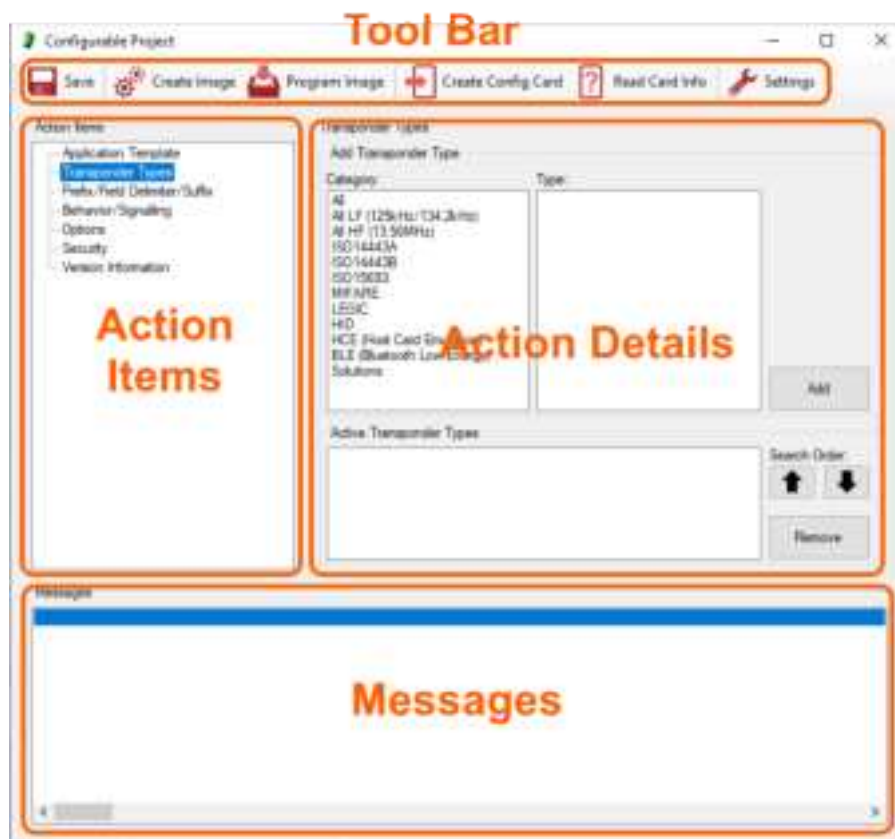 Tool Bar
Configurable Project
Save Create Image Program Image Create Config Card ? Read Card Info Settings
Action Items
Application Template
Transponder Types
Prefix/Field Delimiter/Suffix
Behavior/Signalling
Options
Security
Version Information
Action
Items
Transponder Types
Add Transponder Type
Category:
All
All LF (125kHz/134.2kHz)
All HF (13.56MHz)
ISO14443A
ISO14443B
ISO15693
MIFARE
LEGIC
HID
HCE (Host Card
BLE (Bluetooth Low
Solutions
Type:
Action Details
Add
Active Transponder Types
Search Order:
Remove
Messages
Messages